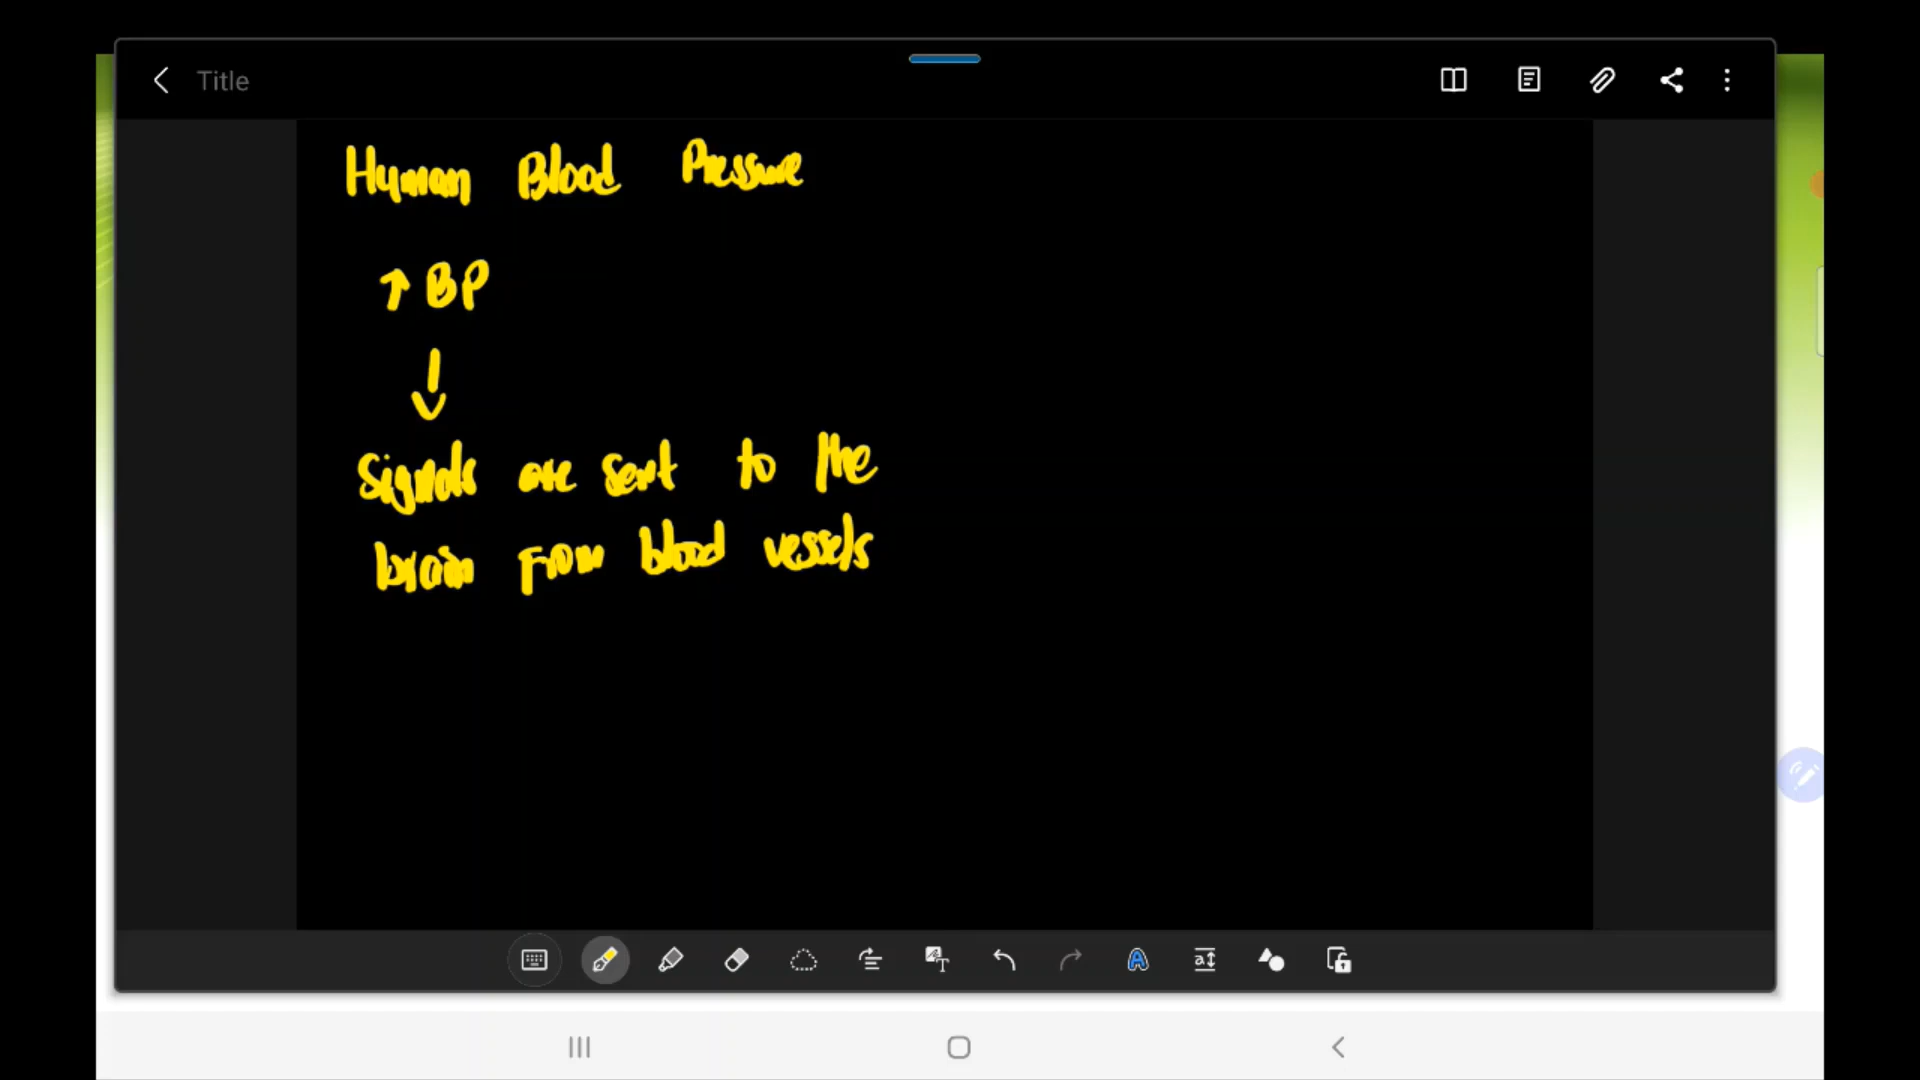 Title
Human Blood Pressure
↑ BP
↓
Signals are sent to the
brain From blood vessels